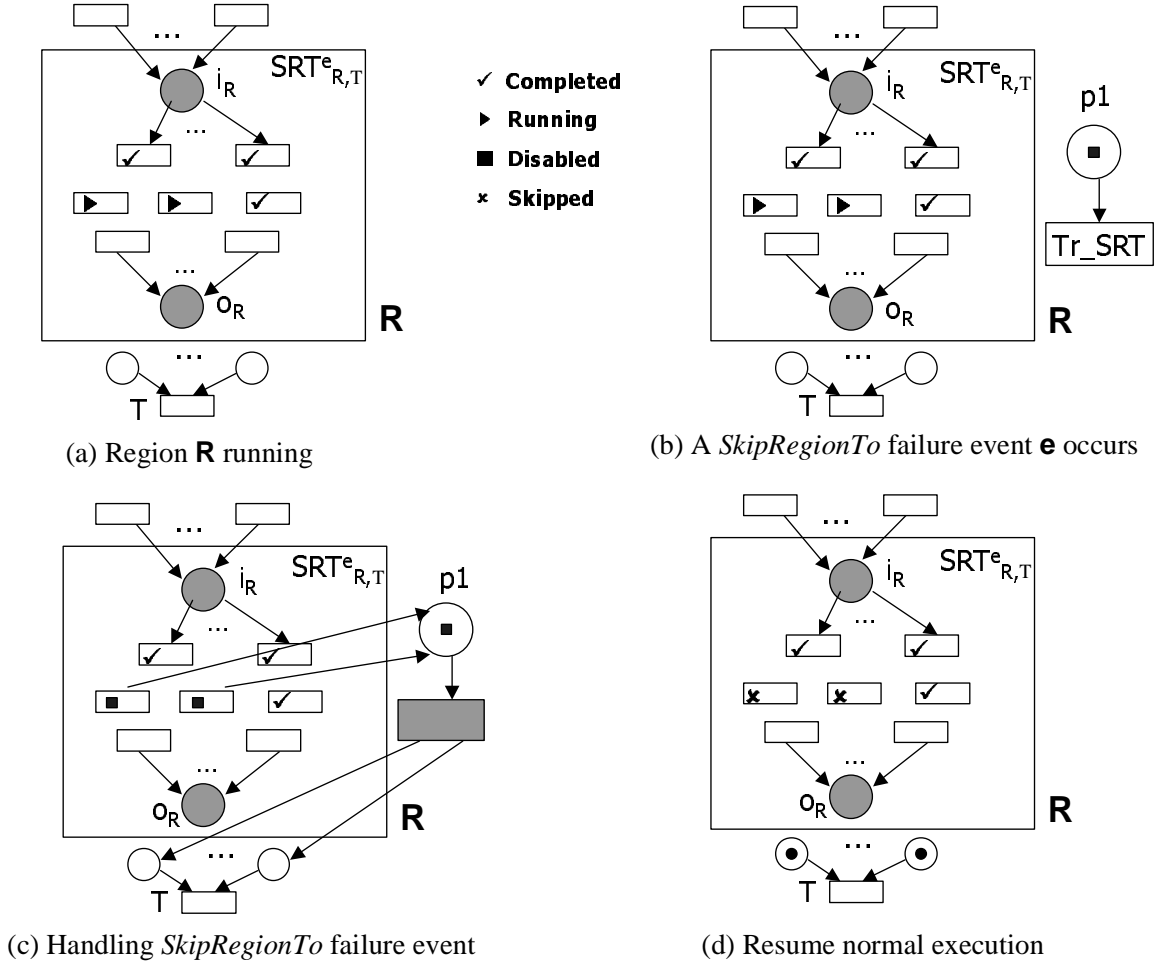 ...
SRT^e_R,T
i_R
...
✓ Completed
▶ Running
■ Disabled
✗ Skipped
...
o_R
R
...
T
(a) Region R running
...
SRT^e_R,T
i_R
p1
...
Tr_SRT
...
o_R
R
...
T
(b) A SkipRegionTo failure event e occurs
...
SRT^e_R,T
i_R
p1
...
...
o_R
R
...
T
(c) Handling SkipRegionTo failure event
...
SRT^e_R,T
i_R
...
...
o_R
R
...
T
(d) Resume normal execution